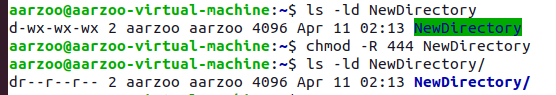 aarzoo@aarzoo-virtual-machine:~$ ls -ld NewDirectory
d-wx-wx-wx 2 aarzoo aarzoo 4096 Apr 11 02:13 NewDirectory
aarzoo@aarzoo-virtual-machine:~$ chmod -R 444 NewDirectory
aarzoo@aarzoo-virtual-machine:~$ ls -ld NewDirectory/
dr--r--r-- 2 aarzoo aarzoo 4096 Apr 11 02:13 NewDirectory/